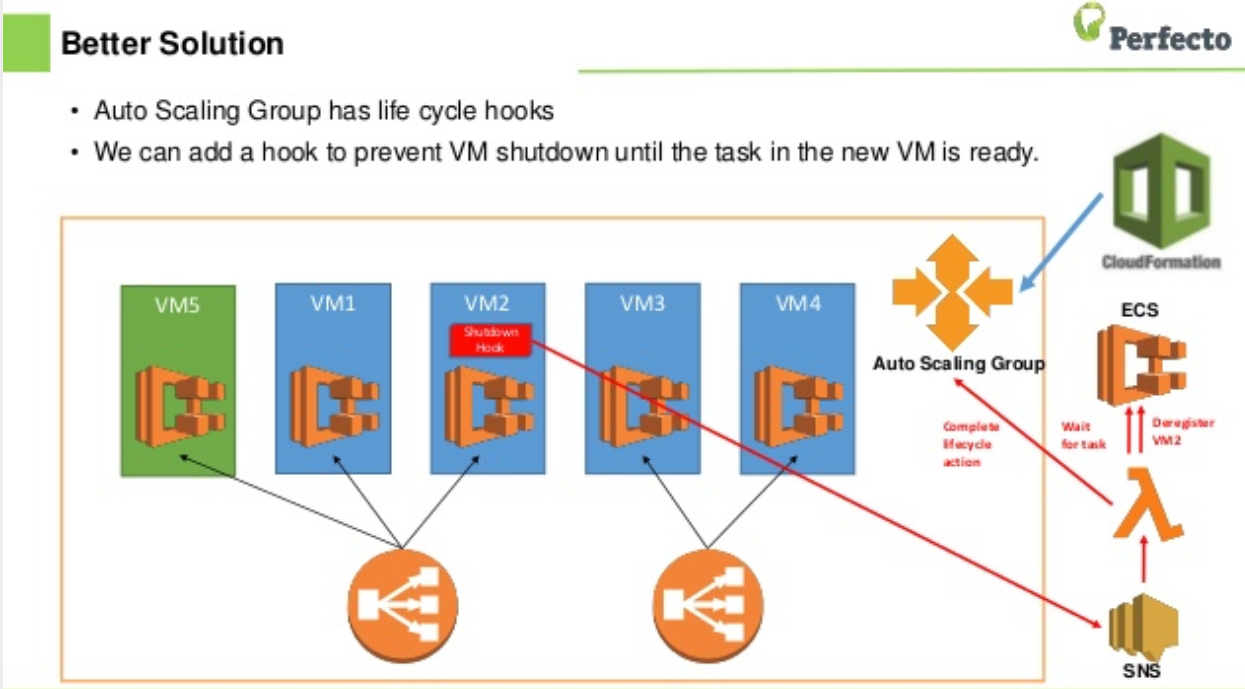 Better Solution
Perfecto
• Auto Scaling Group has life cycle hooks
• We can add a hook to prevent VM shutdown until the task in the new VM is ready.
CloudFormation
VM5
VM1
VM2
VM3
VM4
Shutdown
Hook
Auto Scaling Group
ECS
Complete
lifecycle
action
Wait
for task
Deregister
VM2
SNS